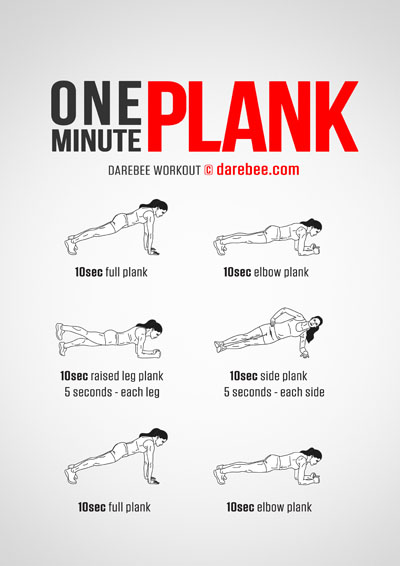 ONE
MINUTE
PLANK
DAREBEE WORKOUT © darebee.com
10sec full plank
10sec elbow plank
10sec raised leg plank
5 seconds - each leg
10sec side plank
5 seconds - each side
10sec full plank
10sec elbow plank